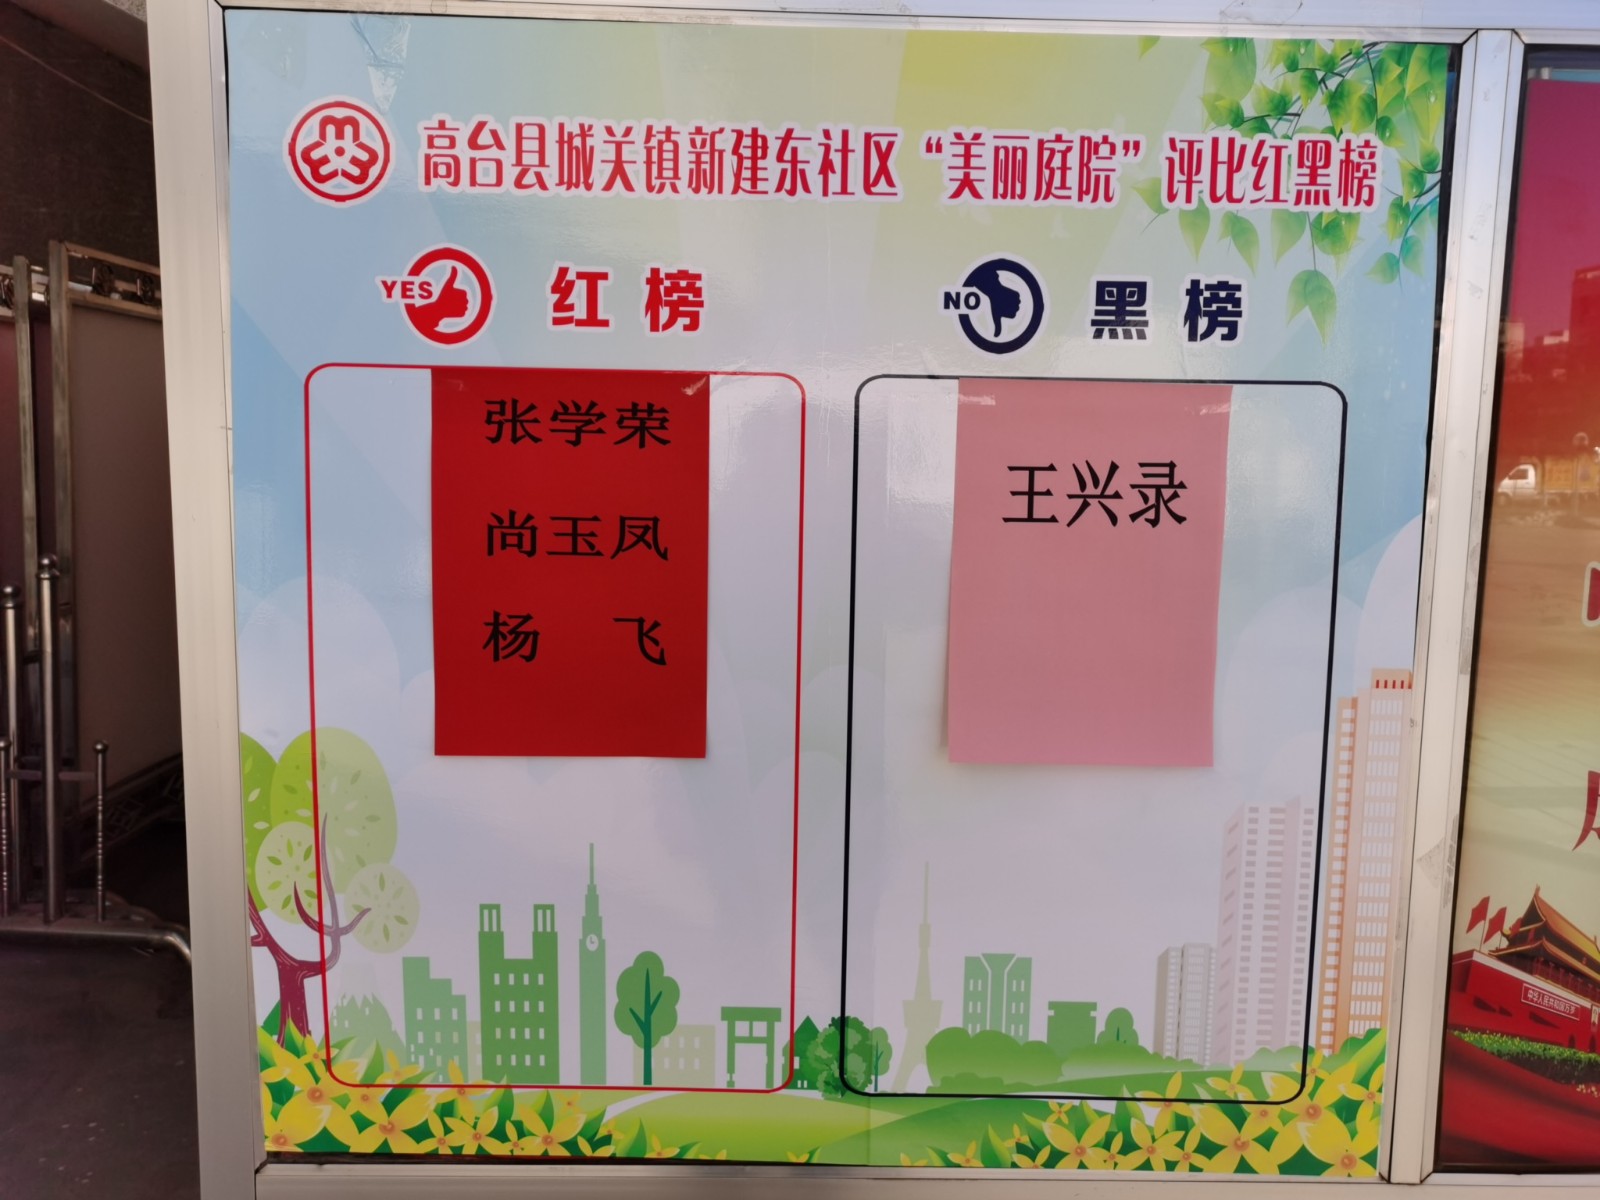 高台县城关镇新建东社区“美丽庭院”评比红黑榜
YES 红榜
NO 黑榜
张学荣
尚玉凤
杨 飞
王兴录